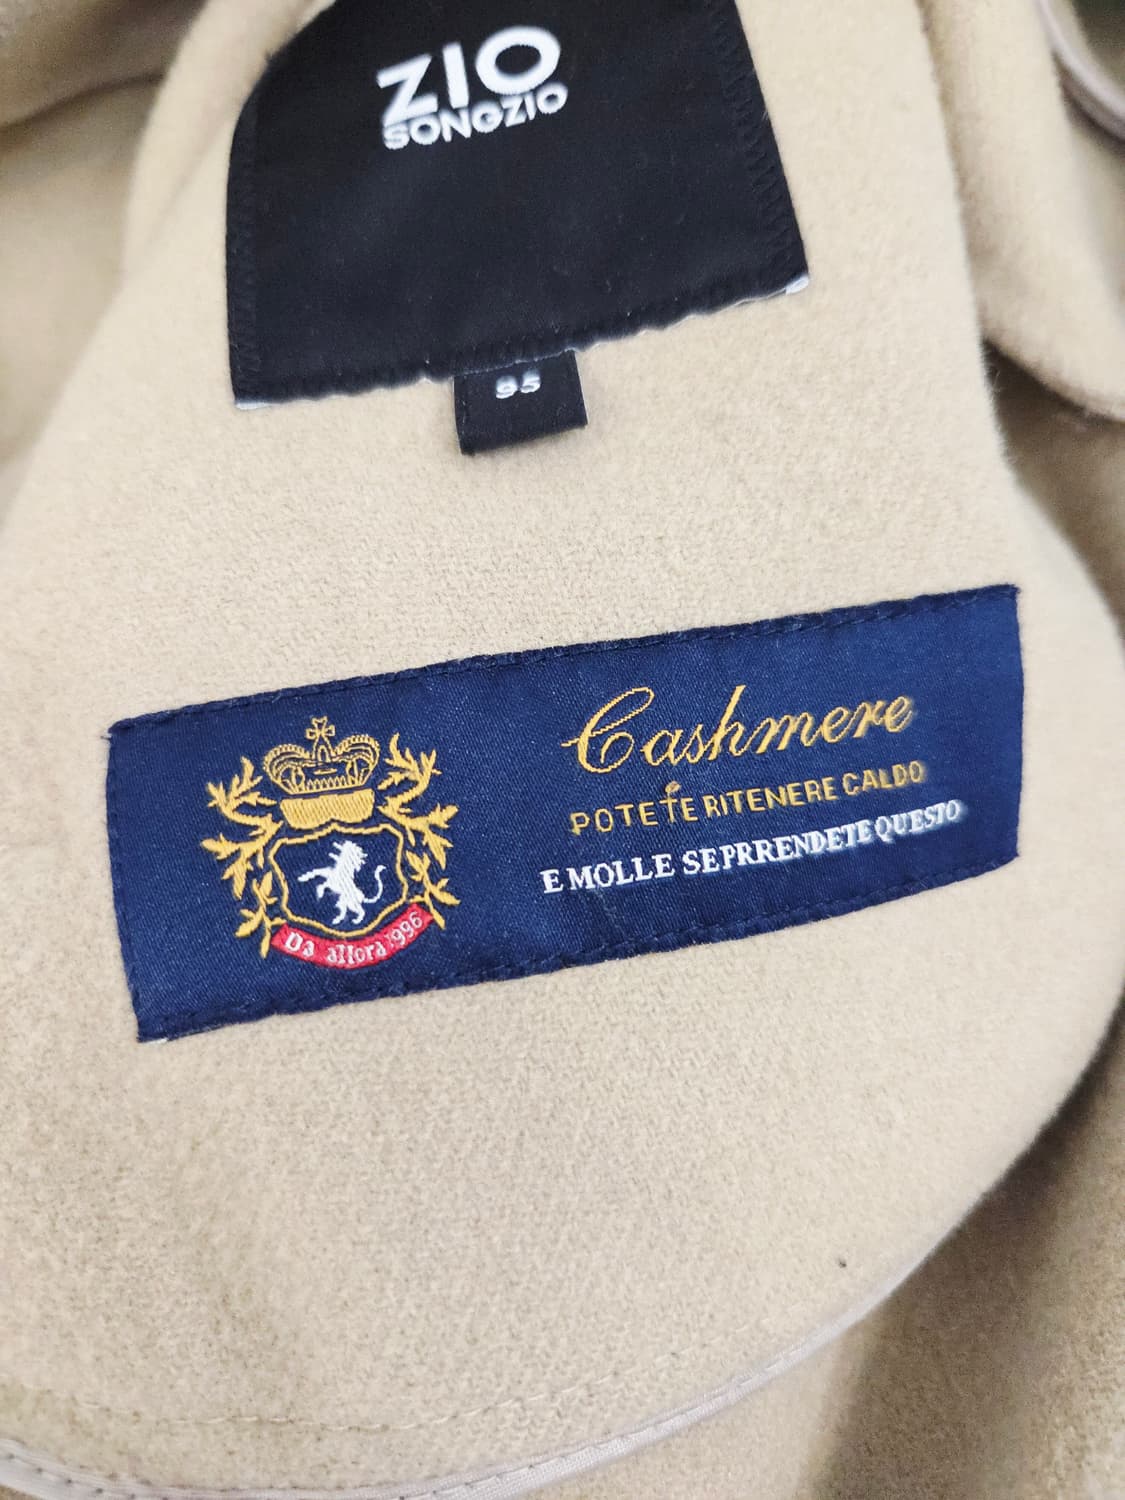 ZIO
SONGZIO
95
Cashmere
POTETE RITENERE CALDO
E MOLLE SEPRRENDETE QUESTO
Da allora 1996